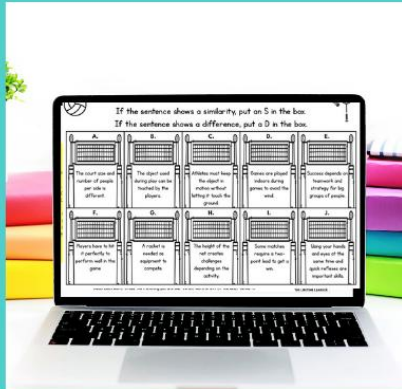 If the sentence shows a similarity, put an S in the box.
If the sentence shows a difference, put a D in the box.
A.
The court size and
number of people
per side is
different.
B.
The object used
during play can be
touched by the
players.
C.
Athletes must keep
the object in
motion without
letting it touch the
ground.
D.
Games are played
indoors during
games to avoid the
wind.
E.
Success depends on
teamwork and
strategy for big
groups of people.
F.
Players have to hit
it perfectly to
perform well in the
game.
G.
A racket is
needed as
equipment to
compete.
H.
The height of the
net creates
challenges
depending on the
activity.
I.
Some matches
require a two-
point lead to get a
win.
J.
Using your hands
and eyes at the
same time and
quick reflexes are
important skills.